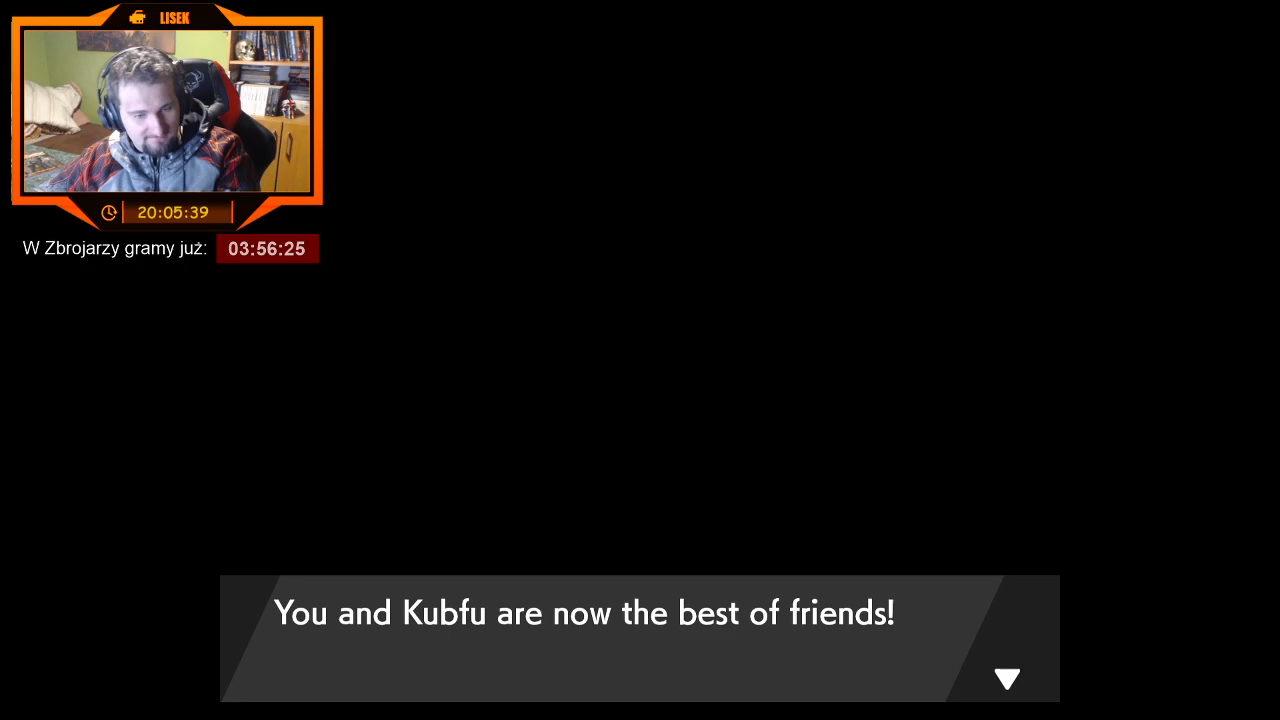 LISEK
20:05:39
W Zbrojarzy gramy już: 03:56:25
You and Kubfu are now the best of friends!